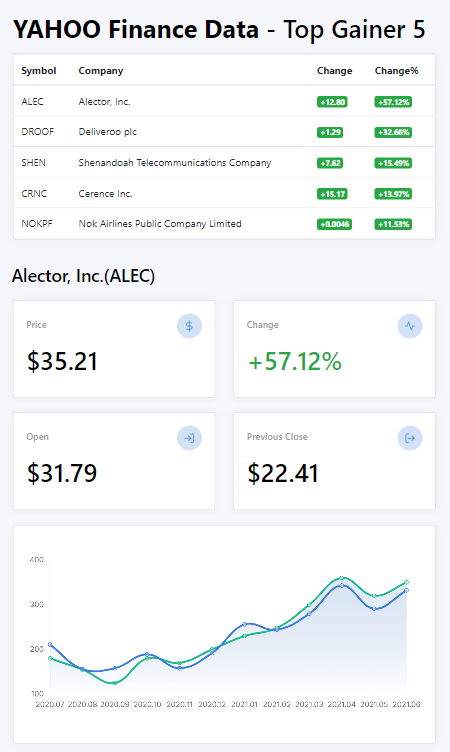 YAHOO Finance Data - Top Gainer 5
Symbol Company Change Change%
ALEC Alector, Inc. +12.80 +57.12%
DROOF Deliveroo plc +1.29 +32.66%
SHEN Shenandoah Telecommunications Company +7.62 +15.49%
CRNC Cerence Inc. +15.17 +13.97%
NOKPF Nok Airlines Public Company Limited +0.0046 +11.53%
Alector, Inc.(ALEC)
Price Change
$35.21 +57.12%
Open Previous Close
$31.79 $22.41
400
300
200
100
2020.07 2020.08 2020.09 2020.10 2020.11 2020.12 2021.01 2021.02 2021.03 2021.04 2021.05 2021.06